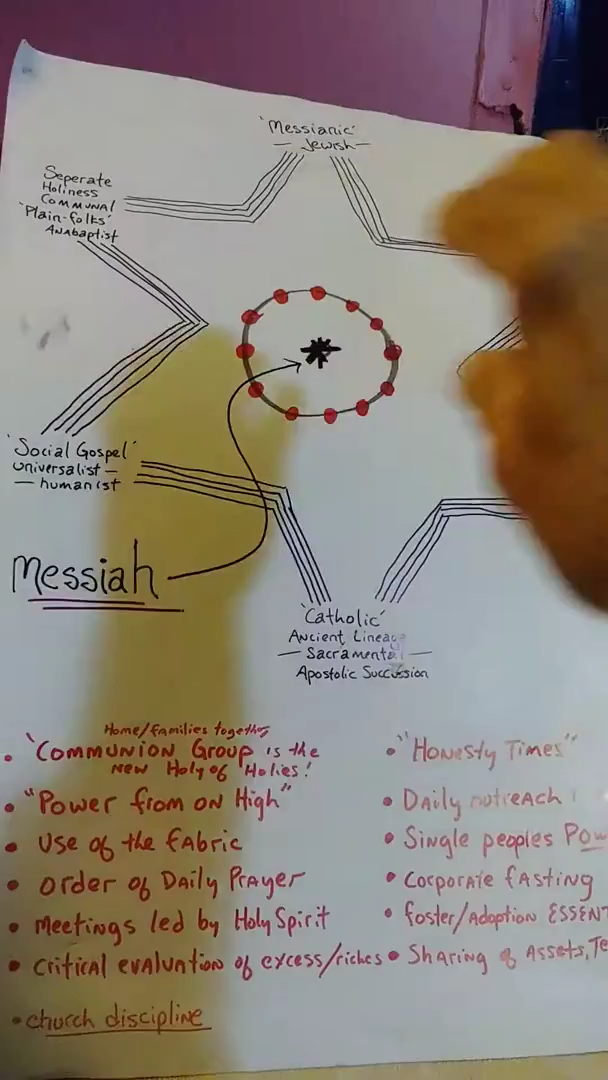 'Messianic'
- Jewish -
Seperate
Holiness
Communal
'Plain-folks'
Anabaptist
'Social Gospel'
universalist -
- humanist
Messiah
'Catholic'
Ancient Lineage
- Sacramental -
Apostolic Succession
Home/families together
• "Communion Group is the
new Holy of Holies!
• "Power from on High"
• Use of the fabric
• order of Daily Prayer
• Meetings led by Holy Spirit
• critical evaluation of excess/riches
• church discipline
• "Honesty Times"
• Daily outreach
• Single peoples
• Corporate fasting
• foster/Adoption
• Sharing of Assets,